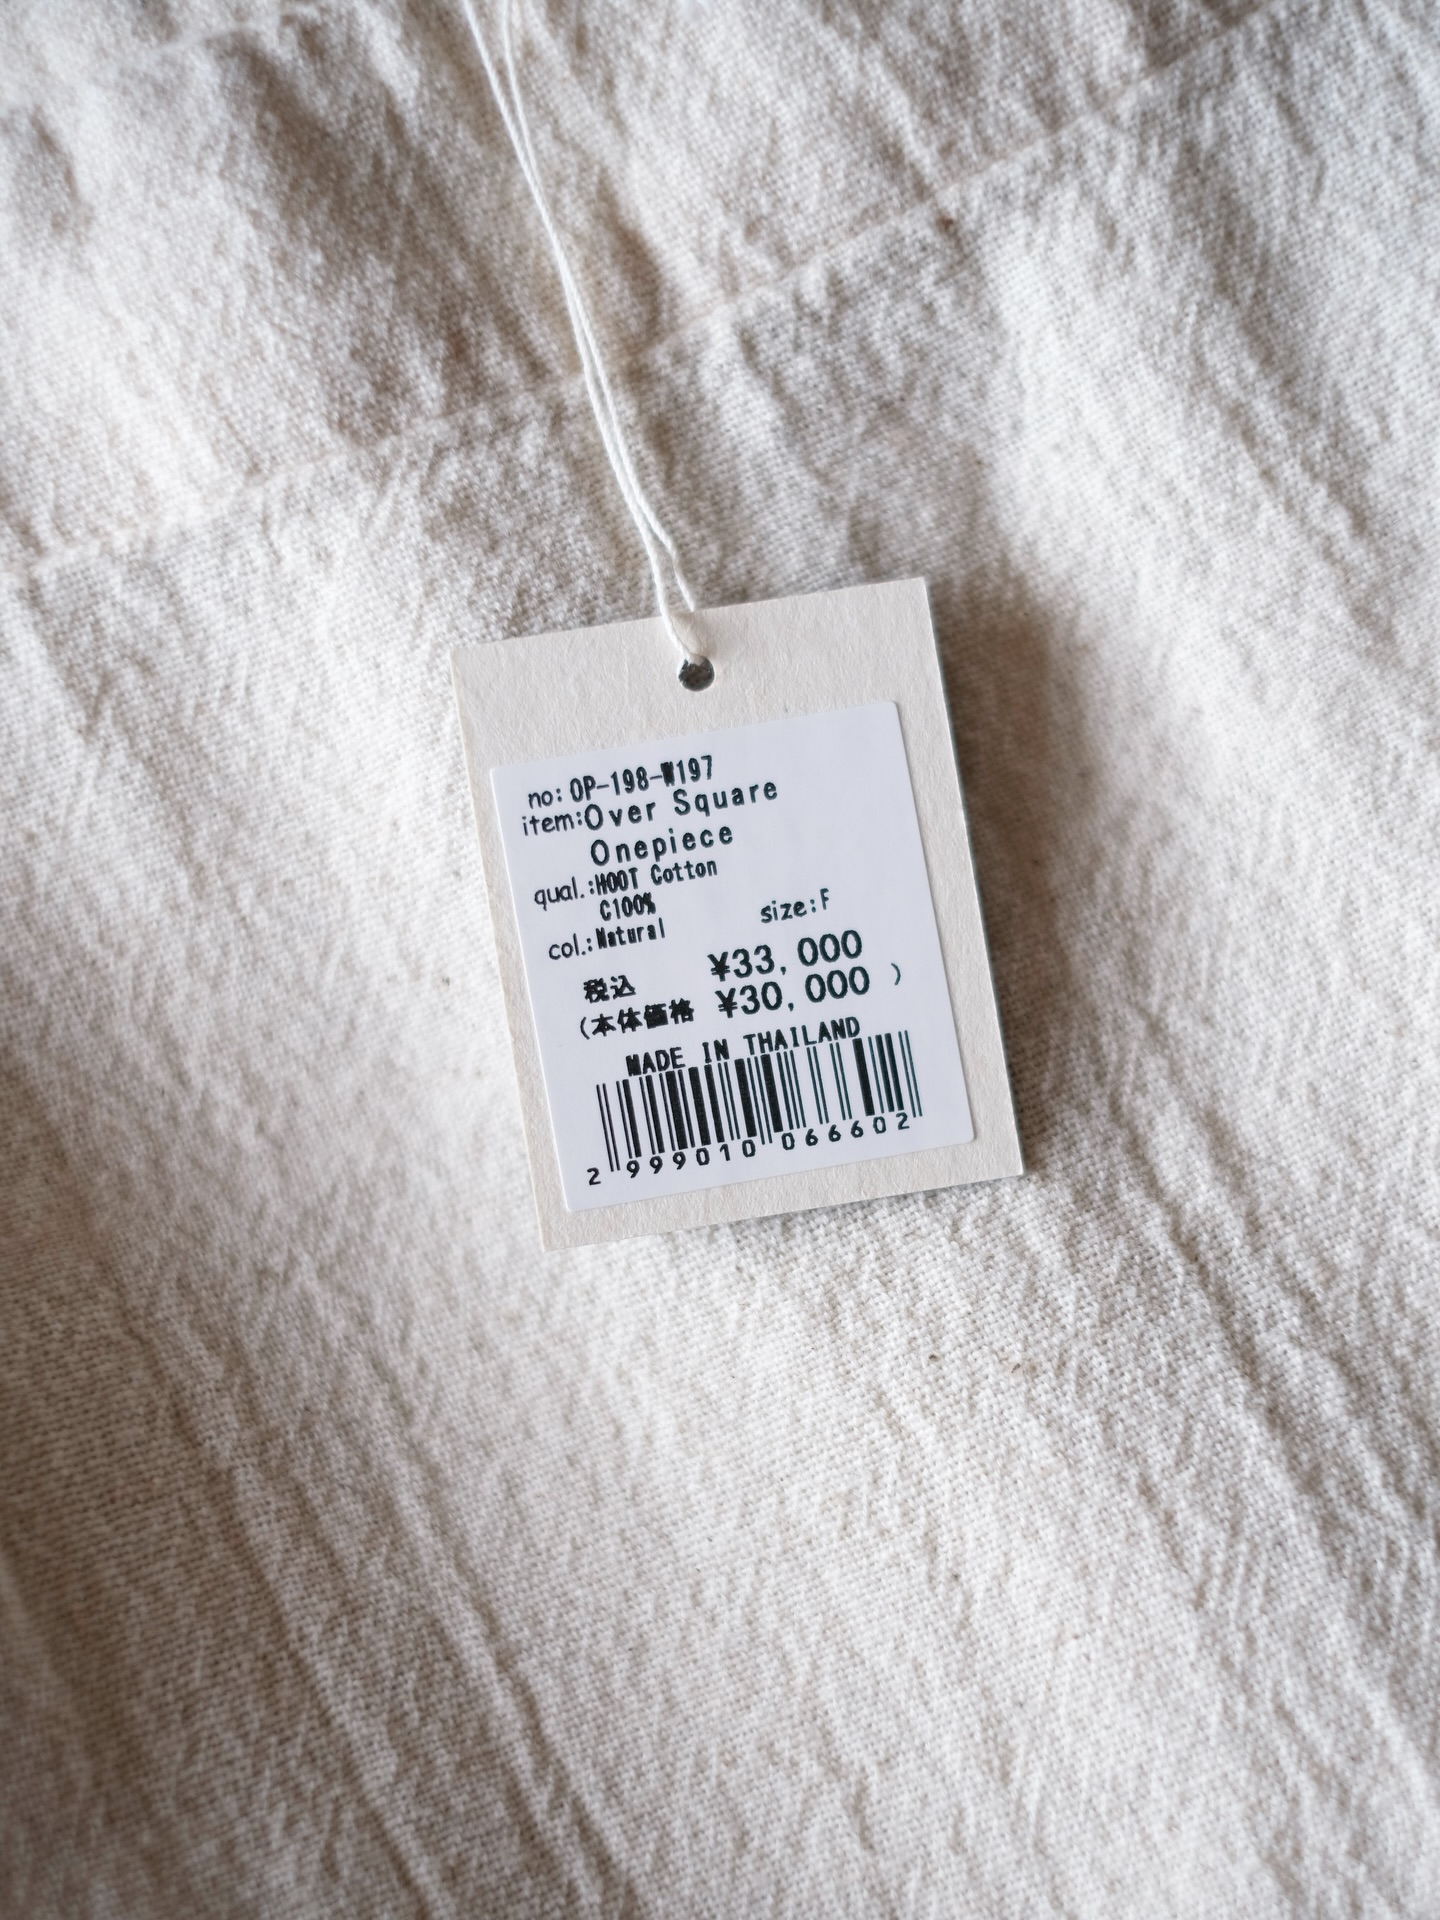 no: OP-198-W197
item:Over Square
Onepiece
qual.:HOOT Cotton
C100%
col.:Natural
size:F
税込 ¥33,000
(本体価格 ¥30,000 )
MADE IN THAILAND
2 999010 066602